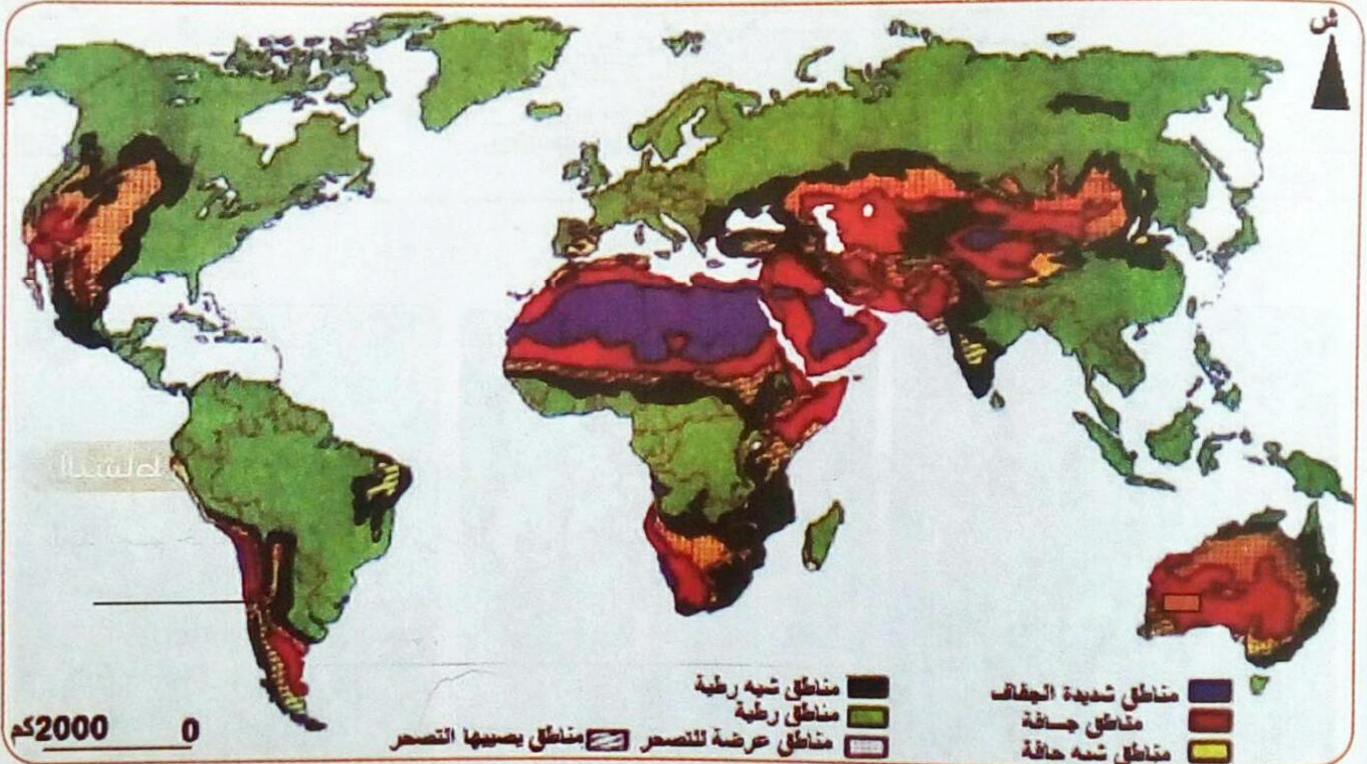 ش
مناطق شديدة الجفاف
مناطق جافة
مناطق شبه جافة
مناطق شبه رطبة
مناطق رطبة
مناطق عرضة للتصحر
مناطق يصيبها التصحر
0 2000كم